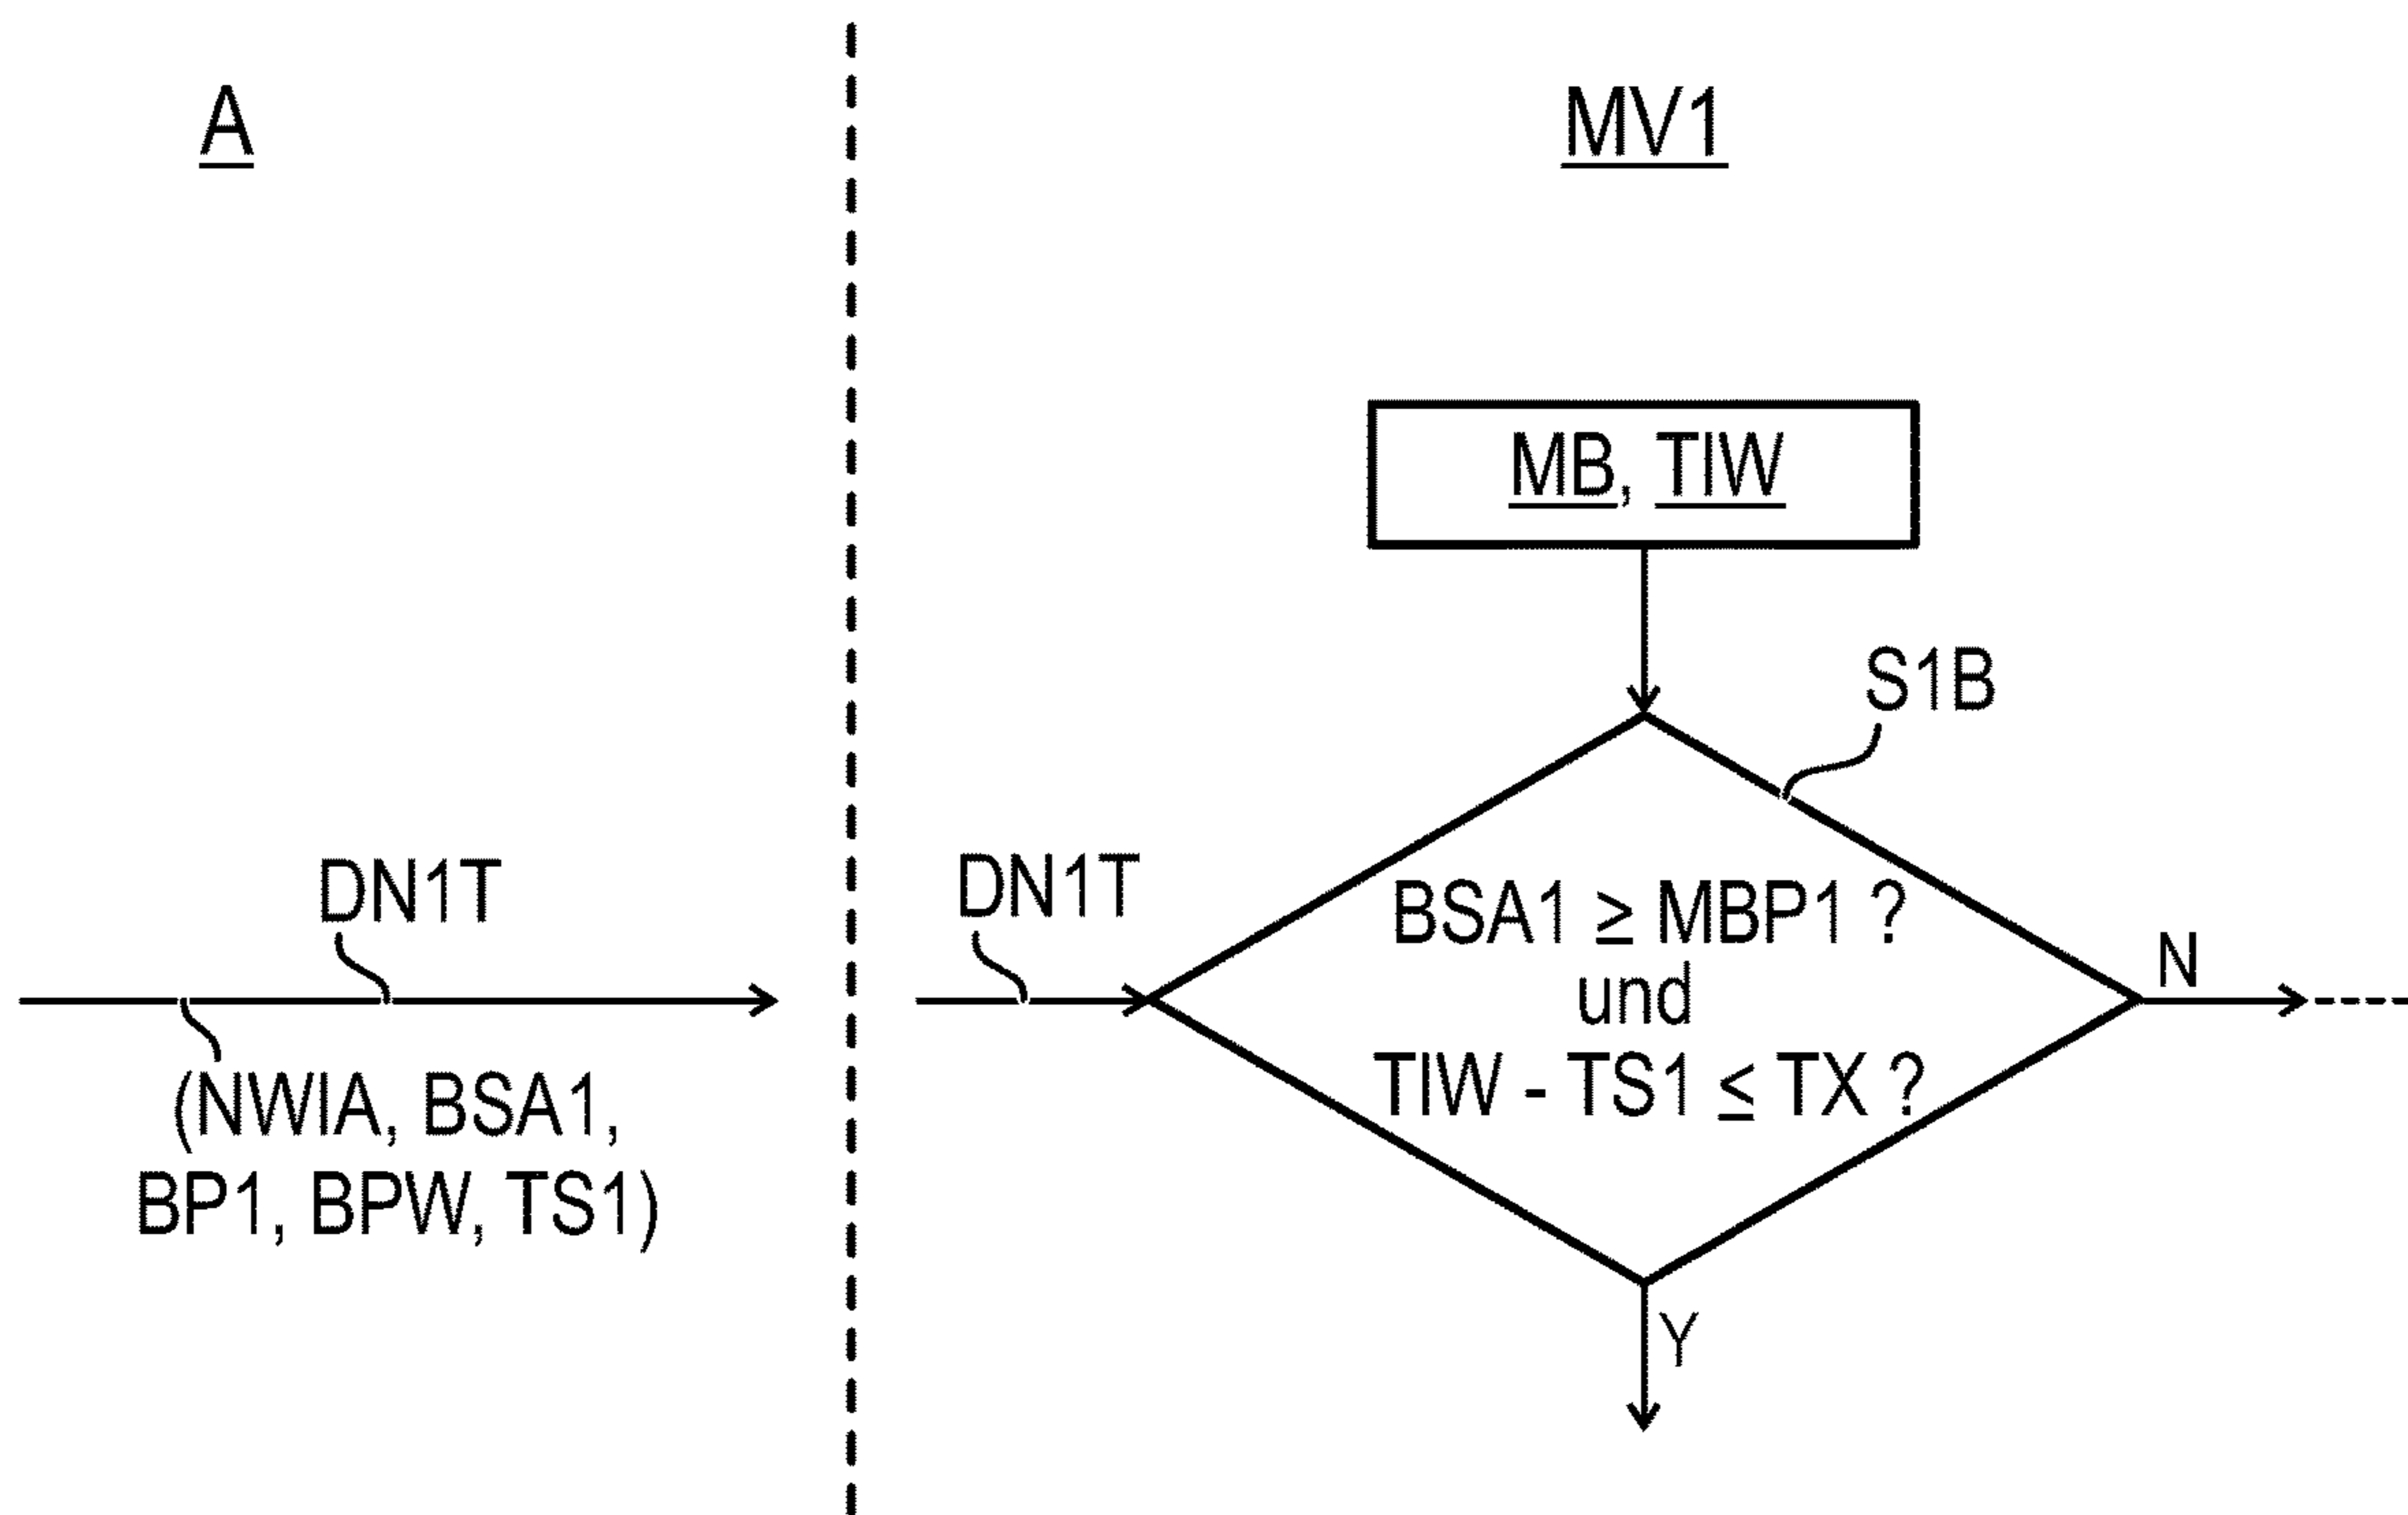 A
MV1
MB, TIW
S1B
DN1T
DN1T
BSA1 ≥ MBP1 ?
und
TIW - TS1 ≤ TX ?
N
(NWIA, BSA1,
BP1, BPW, TS1)
Y